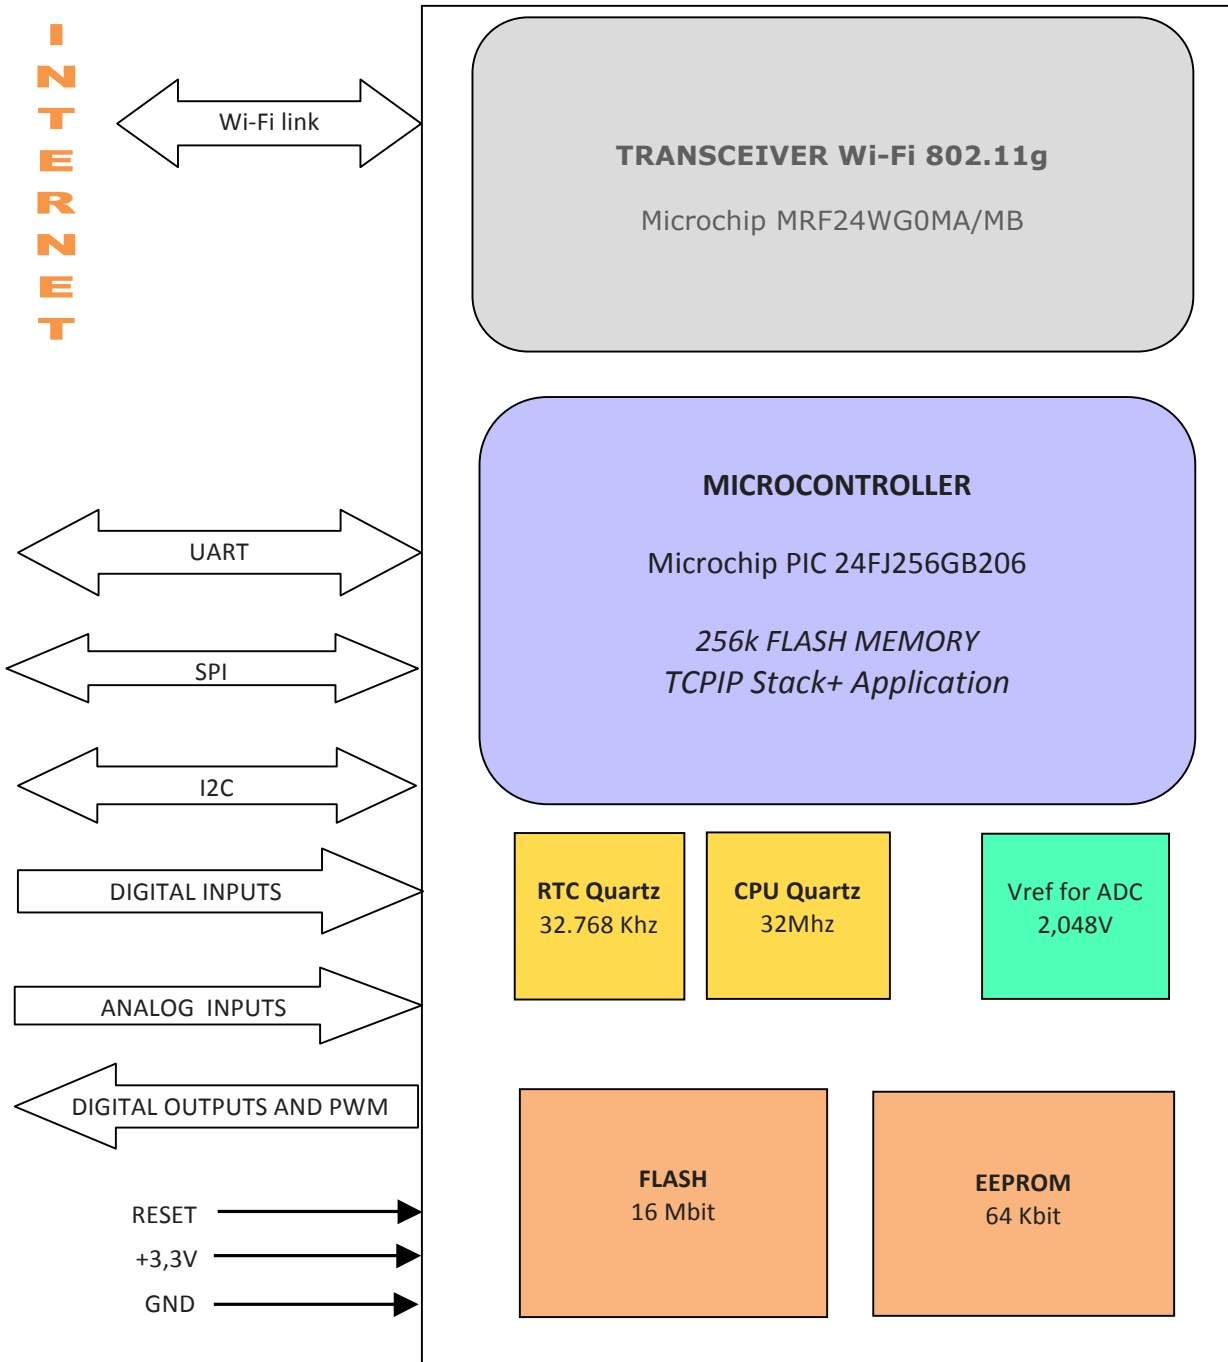 INTERNET
Wi-Fi link
TRANSCEIVER Wi-Fi 802.11g
Microchip MRF24WG0MA/MB
MICROCONTROLLER
Microchip PIC 24FJ256GB206
256k FLASH MEMORY
TCPIP Stack+ Application
UART
SPI
I2C
DIGITAL INPUTS
ANALOG INPUTS
DIGITAL OUTPUTS AND PWM
RESET
+3,3V
GND
RTC Quartz
32.768 Khz
CPU Quartz
32Mhz
Vref for ADC
2,048V
FLASH
16 Mbit
EEPROM
64 Kbit